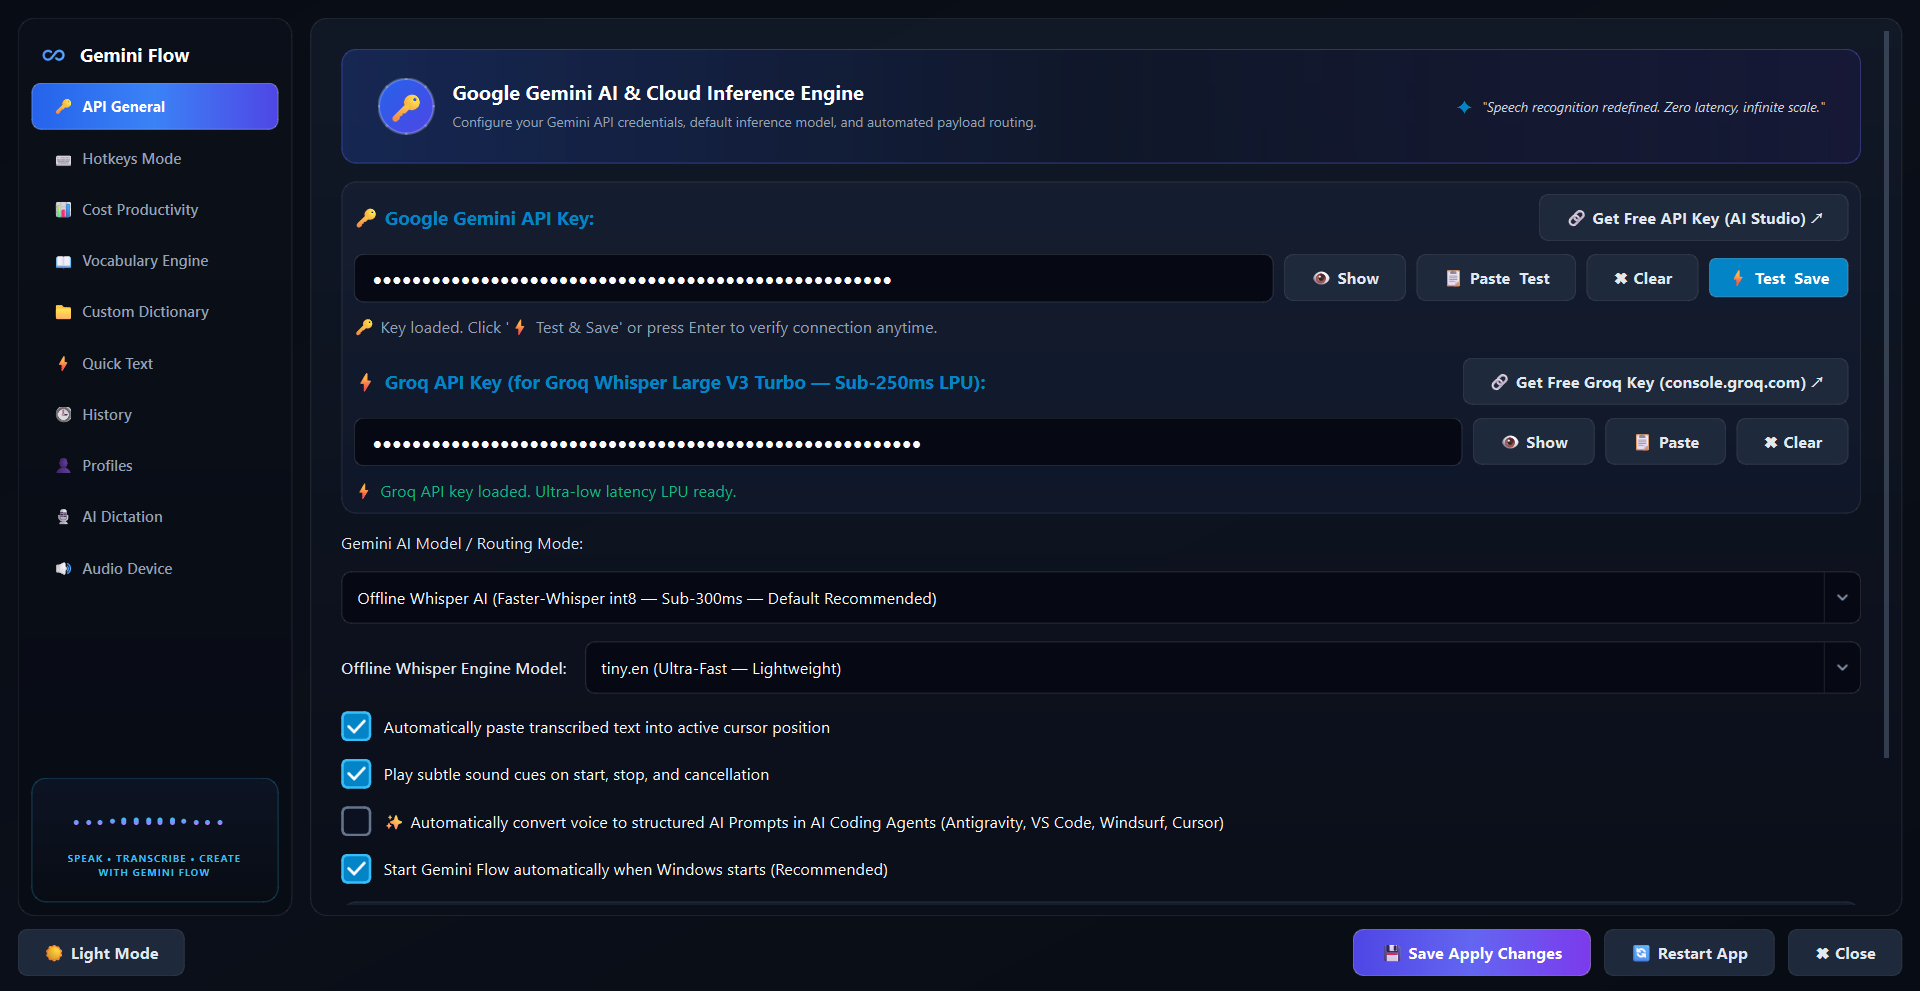 Gemini Flow
API General
Hotkeys Mode
Cost Productivity
Vocabulary Engine
Custom Dictionary
Quick Text
History
Profiles
AI Dictation
Audio Device
SPEAK • TRANSCRIBE • CREATE
WITH GEMINI FLOW
Light Mode
Google Gemini AI & Cloud Inference Engine
Configure your Gemini API credentials, default inference model, and automated payload routing.
"Speech recognition redefined. Zero latency, infinite scale."
Google Gemini API Key:
Get Free API Key (AI Studio) ↗
Show
Paste Test
✖ Clear
Test Save
Key loaded. Click '⚡ Test & Save' or press Enter to verify connection anytime.
Groq API Key (for Groq Whisper Large V3 Turbo — Sub-250ms LPU):
Get Free Groq Key (console.groq.com) ↗
Show
Paste
✖ Clear
Groq API key loaded. Ultra-low latency LPU ready.
Gemini AI Model / Routing Mode:
Offline Whisper AI (Faster-Whisper int8 — Sub-300ms — Default Recommended)
Offline Whisper Engine Model:
tiny.en (Ultra-Fast — Lightweight)
Automatically paste transcribed text into active cursor position
Play subtle sound cues on start, stop, and cancellation
✨ Automatically convert voice to structured AI Prompts in AI Coding Agents (Antigravity, VS Code, Windsurf, Cursor)
Start Gemini Flow automatically when Windows starts (Recommended)
Save Apply Changes
Restart App
✖ Close